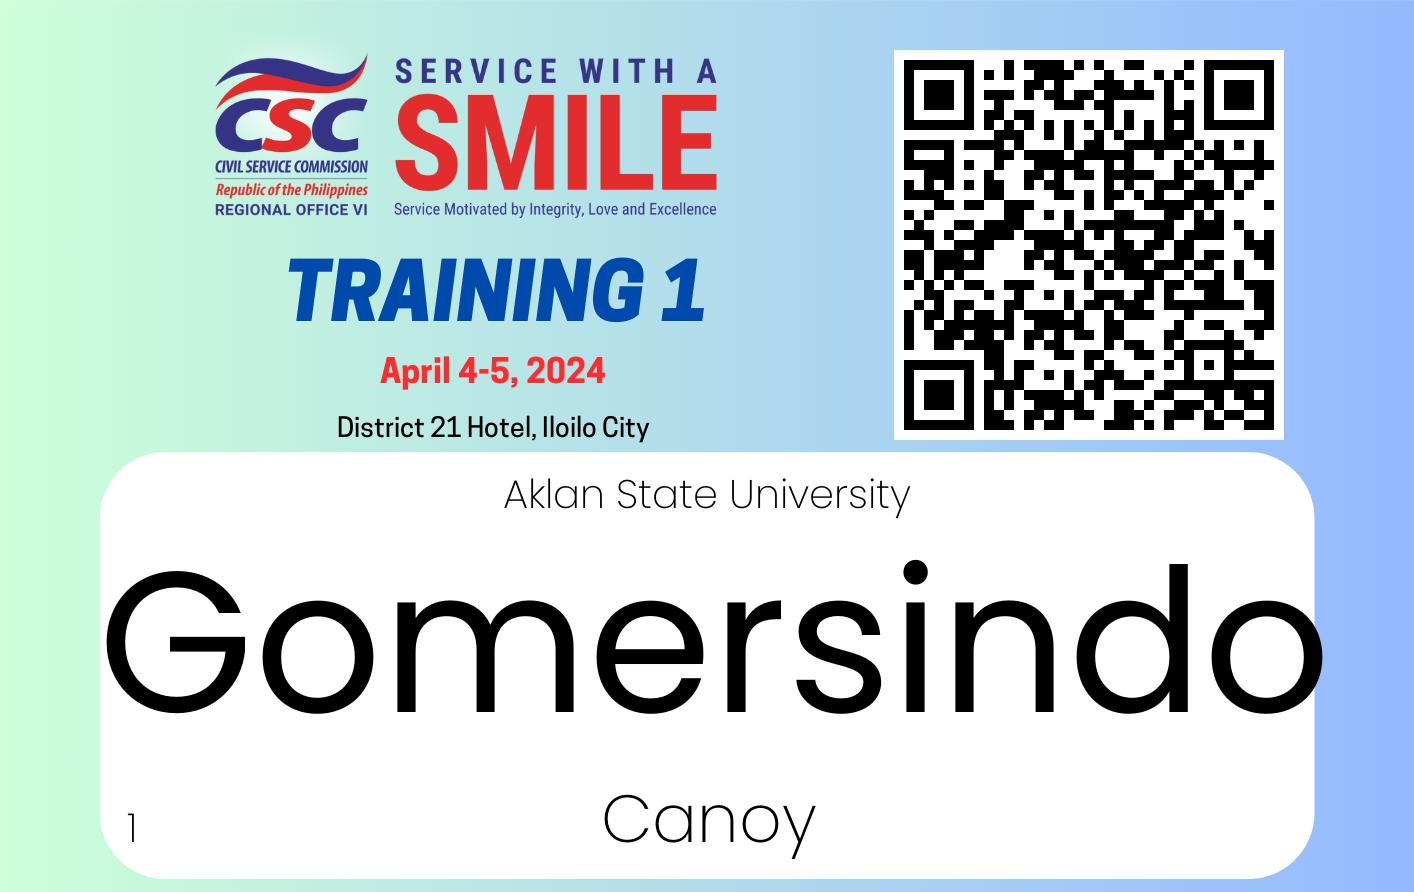 CSC
CIVIL SERVICE COMMISSION
Republic of the Philippines
REGIONAL OFFICE VI
SERVICE WITH A
SMILE
Service Motivated by Integrity, Love and Excellence
TRAINING 1
April 4-5, 2024
District 21 Hotel, Iloilo City
Aklan State University
Gomersindo
Canoy
1